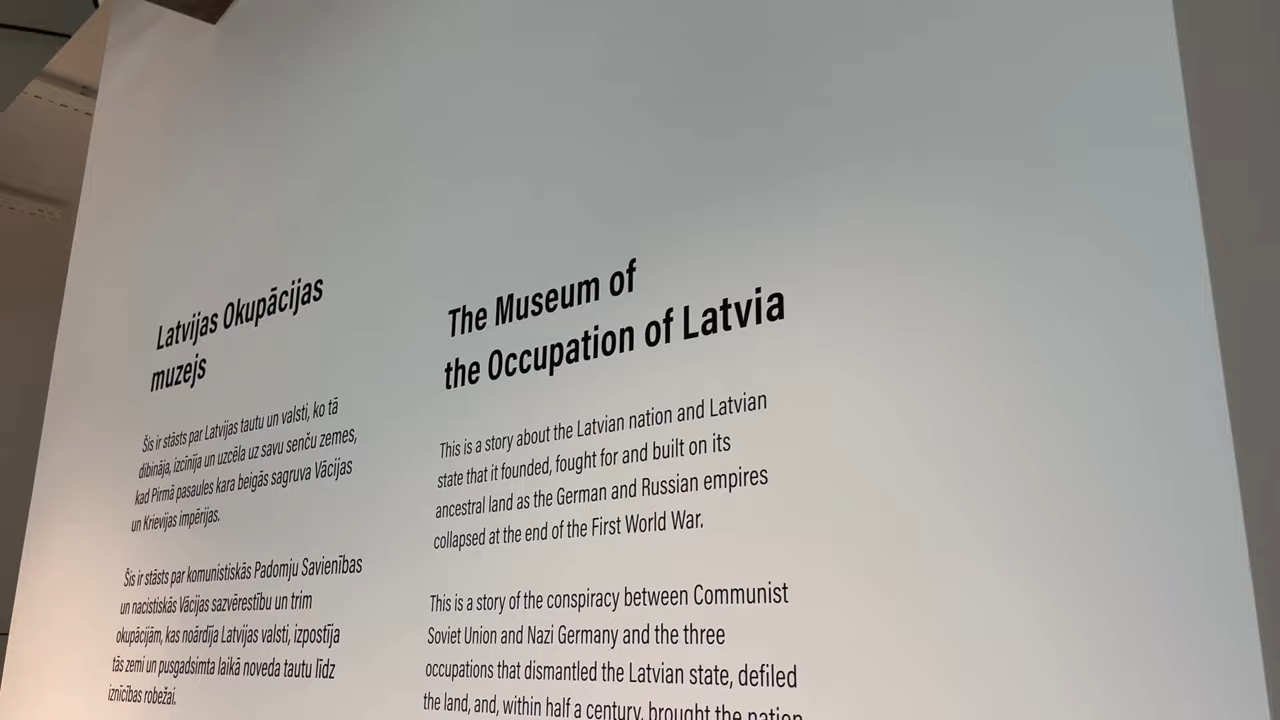 Latvijas Okupācijas
muzejs
Šis ir stāsts par Latvijas tautu un valsti, ko tā
dibināja, izcīnīja un uzcēla uz savu senču zemes,
kad Pirmā pasaules kara beigās sagruva Vācijas
un Krievijas impērijas.
Šis ir stāsts par komunistiskās Padomju Savienības
un nacistiskās Vācijas sazvērestību un trim
okupācijām, kas noārdīja Latvijas valsti, izpostīja
tās zemi un pusgadsimta laikā noveda tautu līdz
iznīcības robežai.
The Museum of
the Occupation of Latvia
This is a story about the Latvian nation and Latvian
state that it founded, fought for and built on its
ancestral land as the German and Russian empires
collapsed at the end of the First World War.
This is a story of the conspiracy between Communist
Soviet Union and Nazi Germany and the three
occupations that dismantled the Latvian state, defiled
the land, and, within half a century, brought the nation